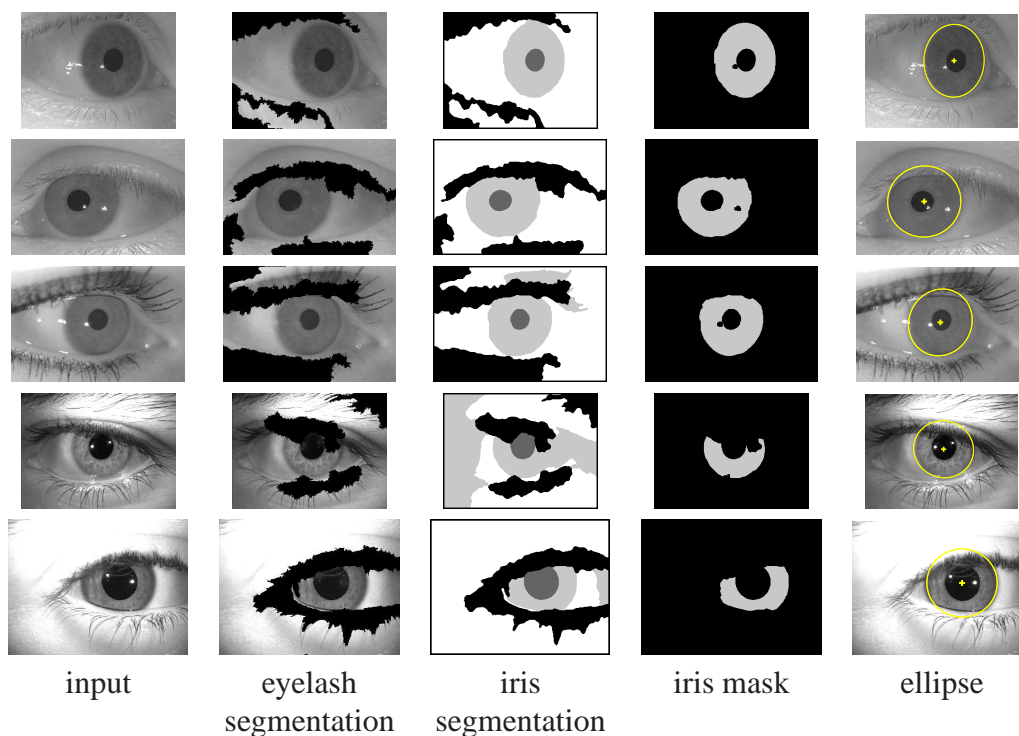 input
eyelash
segmentation
iris
segmentation
iris mask
ellipse